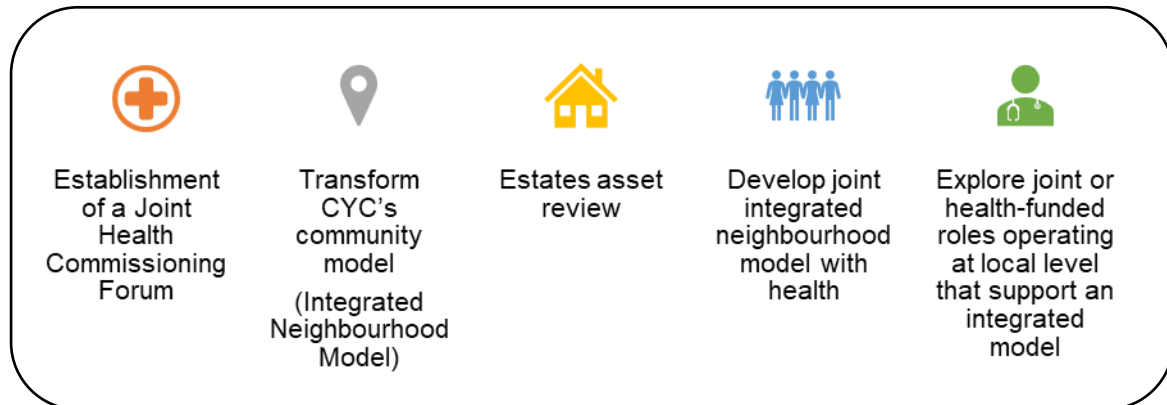 Establishment
of a Joint
Health
Commissioning
Forum
Transform
CYC's
community
model
(Integrated
Neighbourhood
Model)
Estates asset
review
Develop joint
integrated
neighbourhood
model with
health
Explore joint or
health-funded
roles operating
at local level
that support an
integrated
model